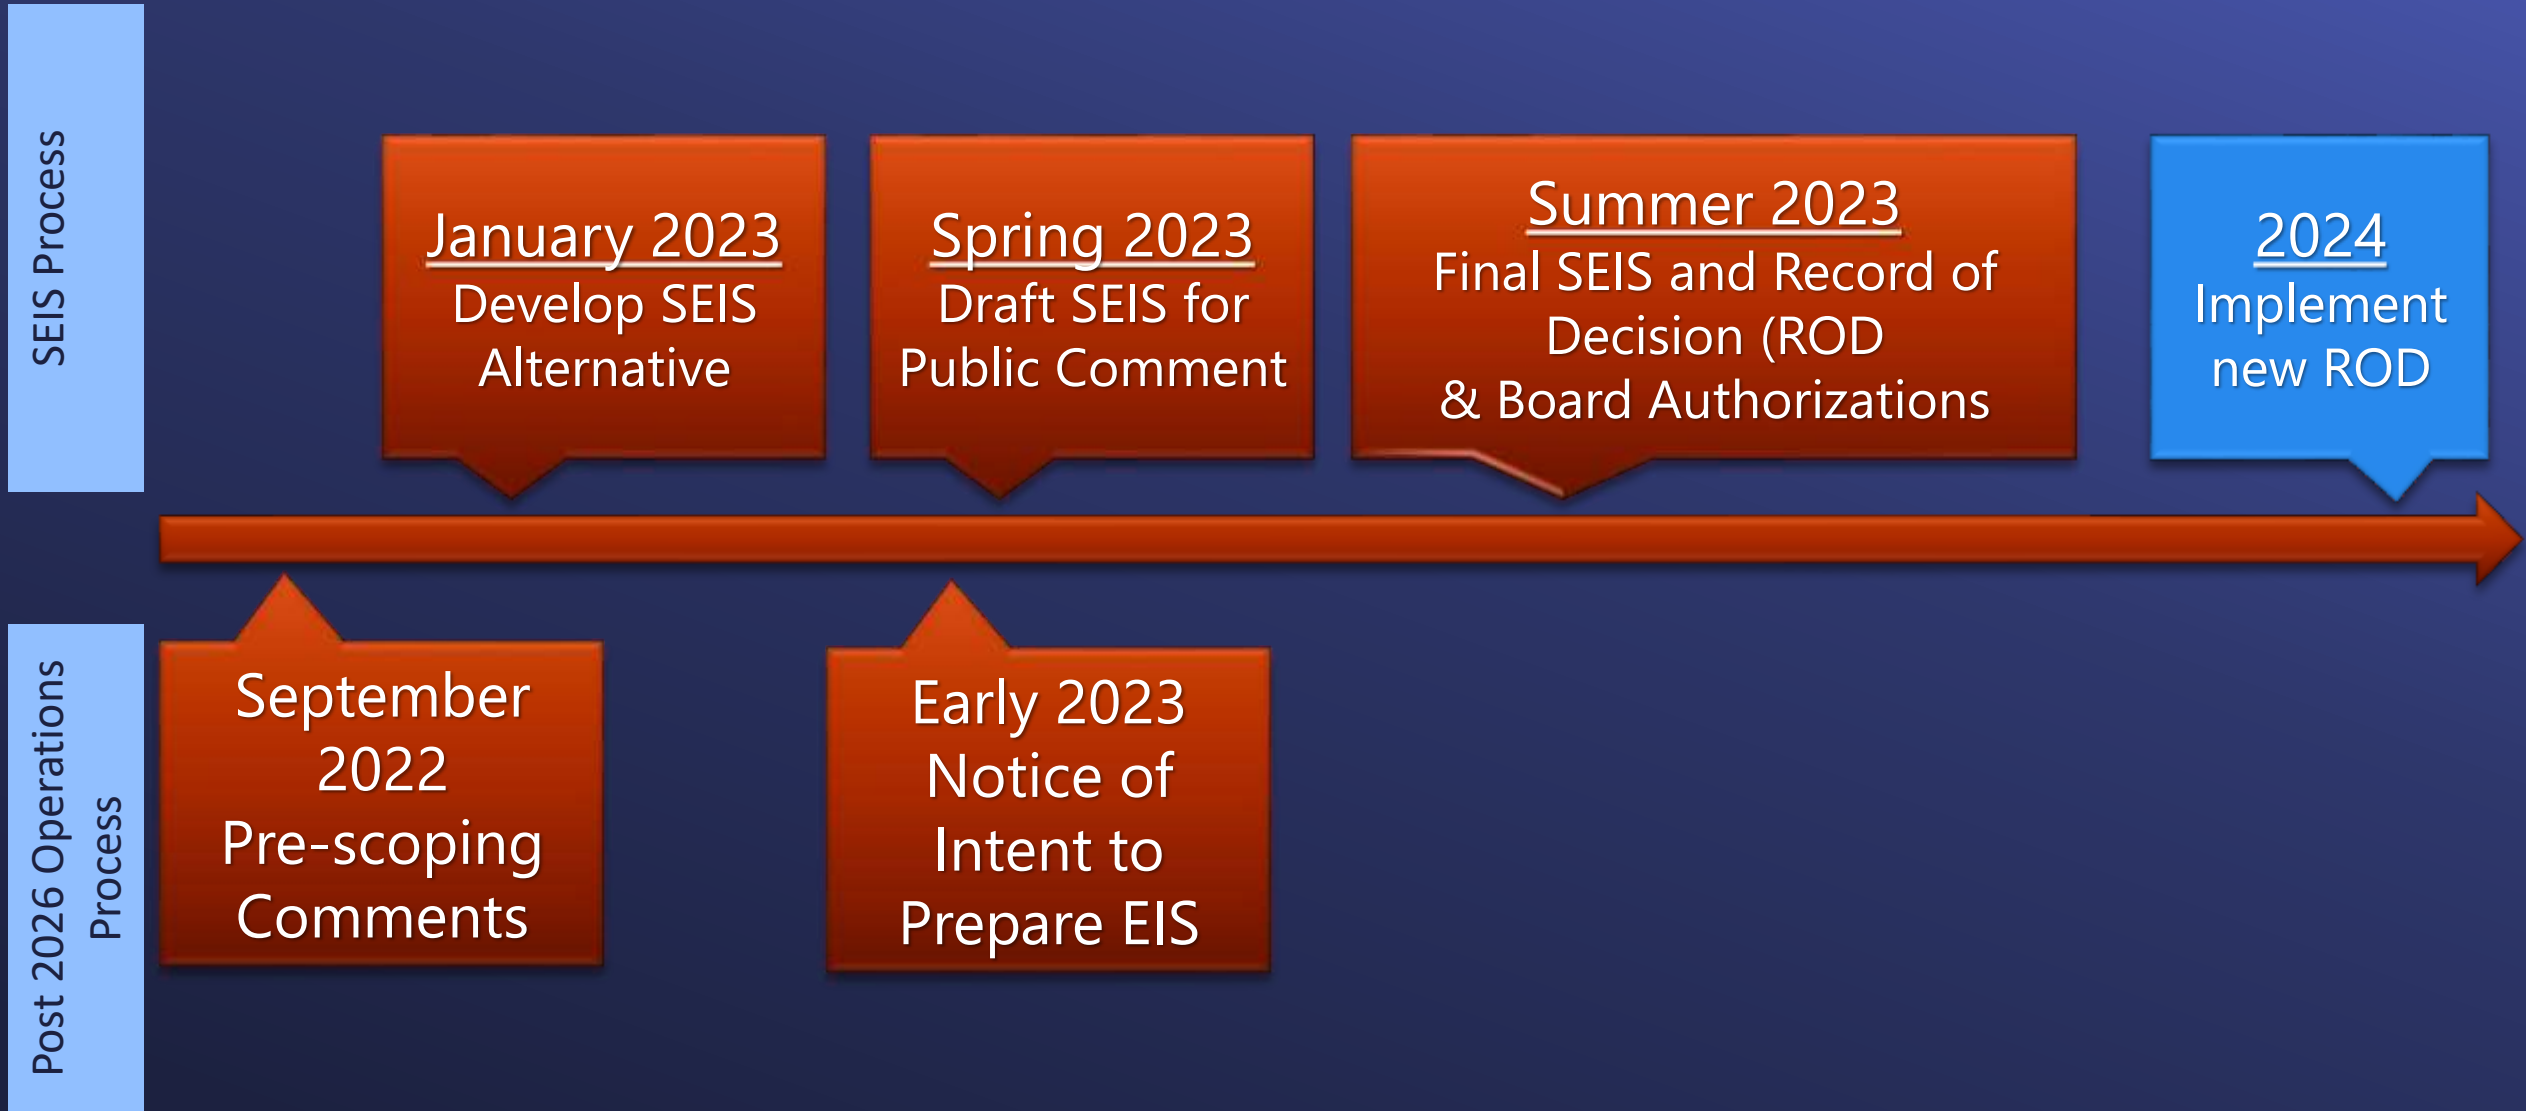 SEIS Process
January 2023
Develop SEIS
Alternative
Spring 2023
Draft SEIS for
Public Comment
Summer 2023
Final SEIS and Record of
Decision (ROD
& Board Authorizations
2024
Implement
new ROD
Post 2026 Operations
Process
September
2022
Pre-scoping
Comments
Early 2023
Notice of
Intent to
Prepare EIS